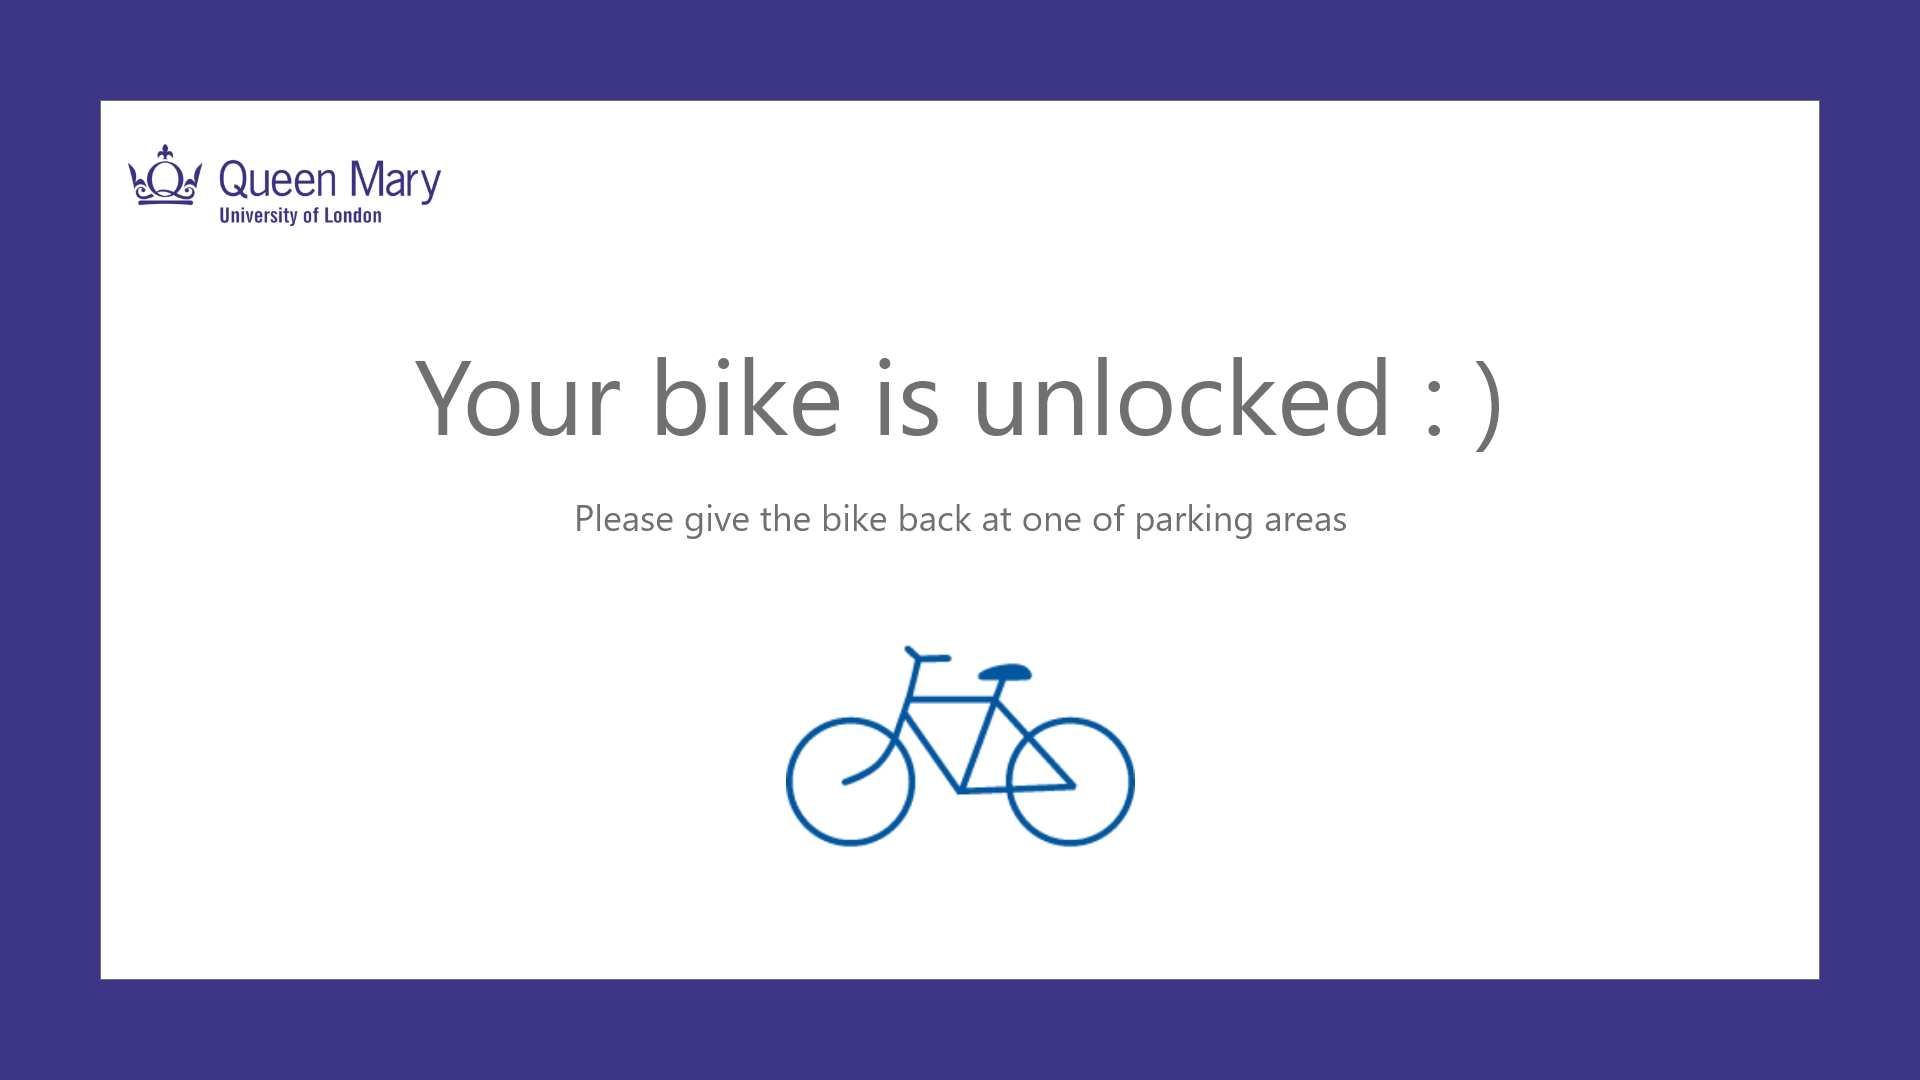 Queen Mary
University of London
Your bike is unlocked : )
Please give the bike back at one of parking areas